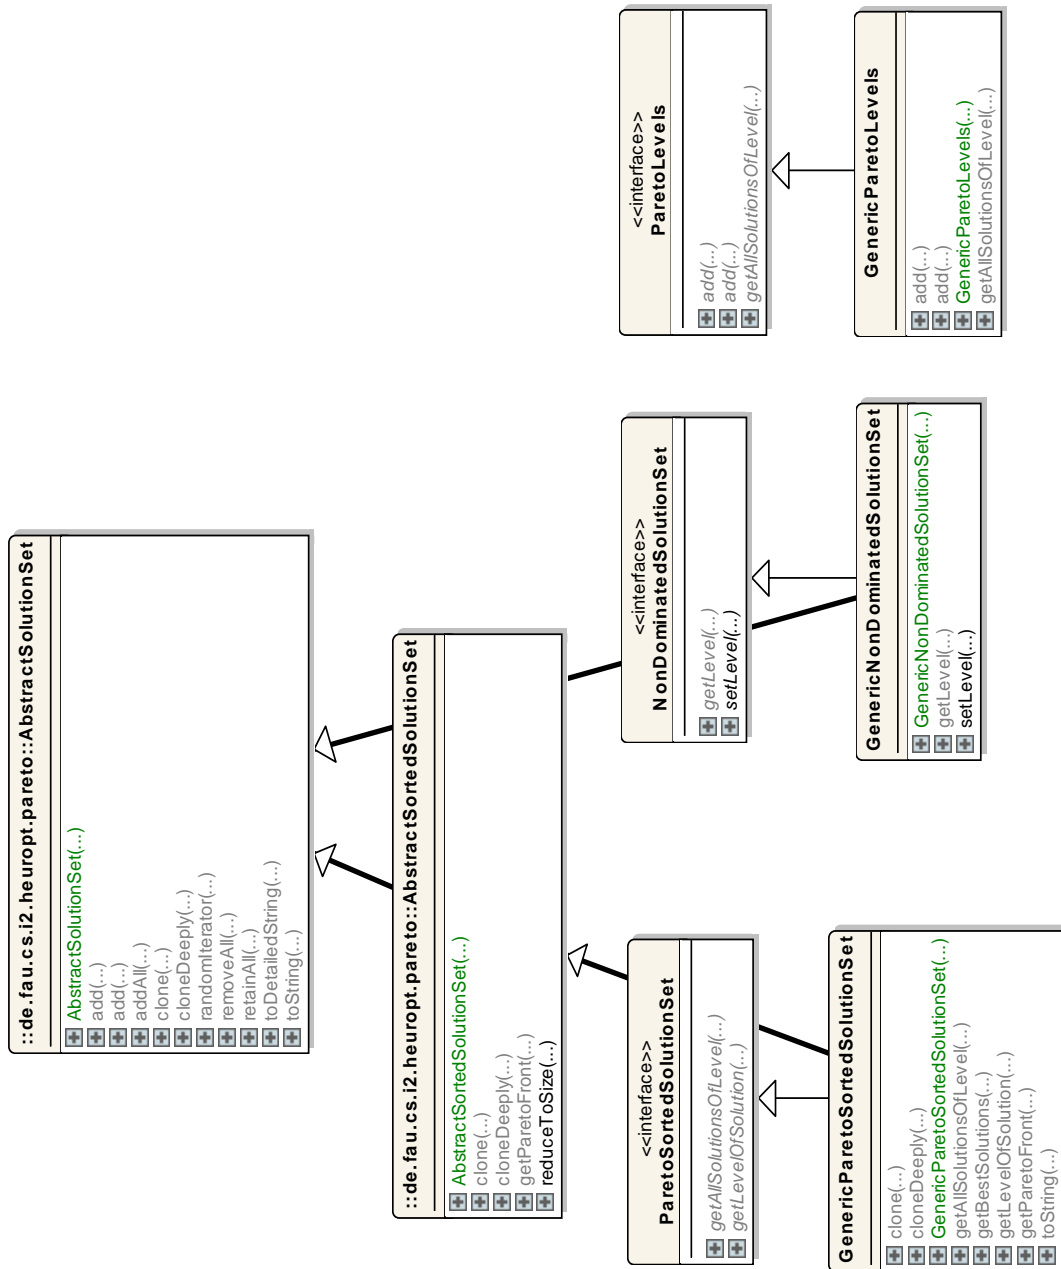 ::de.fau.cs.i2.heuropt.pareto::AbstractSolutionSet
AbstractSolutionSet(...)
add(...)
add(...)
addAll(...)
clone(...)
cloneDeeply(...)
randomIterator(...)
removeAll(...)
retainAll(...)
toDetailedString(...)
toString(...)
::de.fau.cs.i2.heuropt.pareto::AbstractSortedSolutionSet
AbstractSortedSolutionSet(...)
clone(...)
cloneDeeply(...)
getParetoFront(...)
reduceToSize(...)
<<interface>>
ParetoSortedSolutionSet
getAllSolutionsOfLevel(...)
getLevelOfSolution(...)
<<interface>>
NonDominatedSolutionSet
getLevel(...)
setLevel(...)
<<interface>>
ParetoLevels
add(...)
add(...)
getAllSolutionsOfLevel(...)
GenericParetoSortedSolutionSet
clone(...)
cloneDeeply(...)
GenericParetoSortedSolutionSet(...)
getAllSolutionsOfLevel(...)
getBestSolutions(...)
getLevelOfSolution(...)
getParetoFront(...)
toString(...)
GenericNonDominatedSolutionSet
GenericNonDominatedSolutionSet(...)
getLevel(...)
setLevel(...)
GenericParetoLevels
add(...)
add(...)
GenericParetoLevels(...)
getAllSolutionsOfLevel(...)